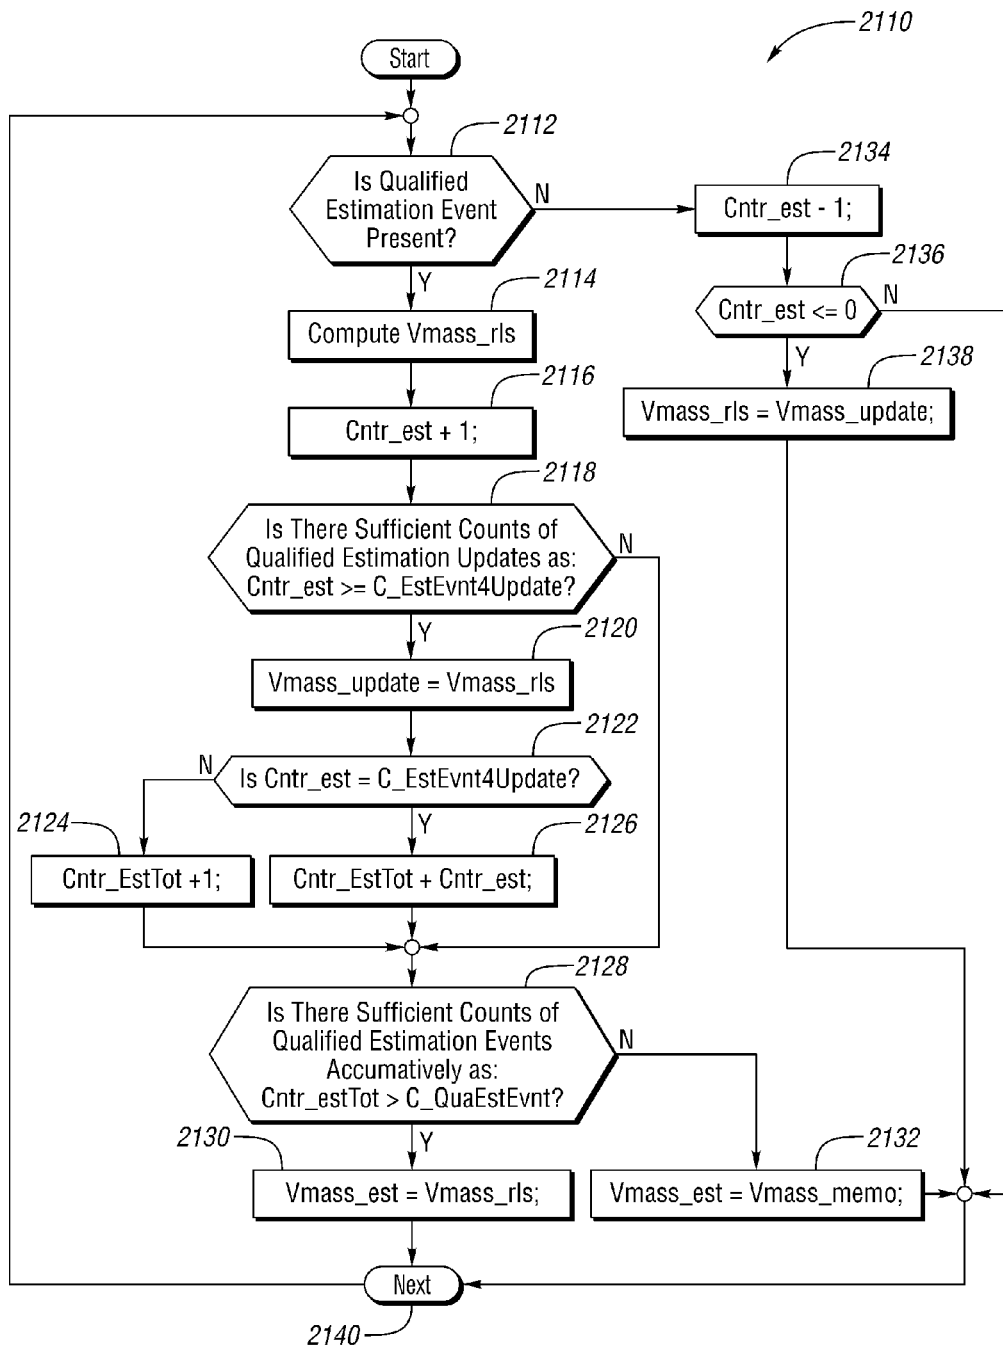 2110
Start
2112
Is Qualified
Estimation Event
Present?
N
Y
2134
Cntr_est - 1;
2136
Cntr_est <= 0
N
Y
2114
Compute Vmass_rls
2138
Vmass_rls = Vmass_update;
2116
Cntr_est + 1;
2118
Is There Sufficient Counts of
Qualified Estimation Updates as:
Cntr_est >= C_EstEvnt4Update?
N
Y
2120
Vmass_update = Vmass_rls
2122
Is Cntr_est = C_EstEvnt4Update?
N
Y
2124
Cntr_EstTot +1;
2126
Cntr_EstTot + Cntr_est;
2128
Is There Sufficient Counts of
Qualified Estimation Events
Accumatively as:
Cntr_estTot > C_QuaEstEvnt?
N
Y
2130
Vmass_est = Vmass_rls;
2132
Vmass_est = Vmass_memo;
Next
2140